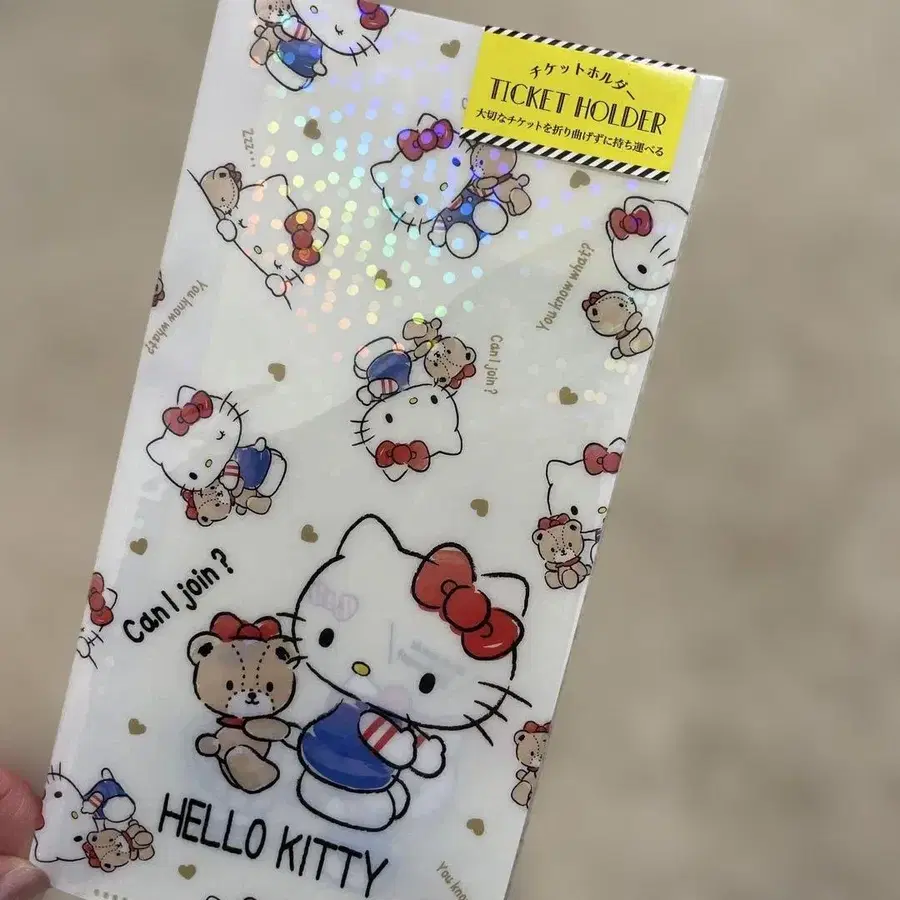 チケットホルダー
TICKET HOLDER
大切なチケットを折り曲げずに持ち運べる
Zzz...
You know what?
You know what?
Can I join?
Can I join?
HELLO KITTY
You kno